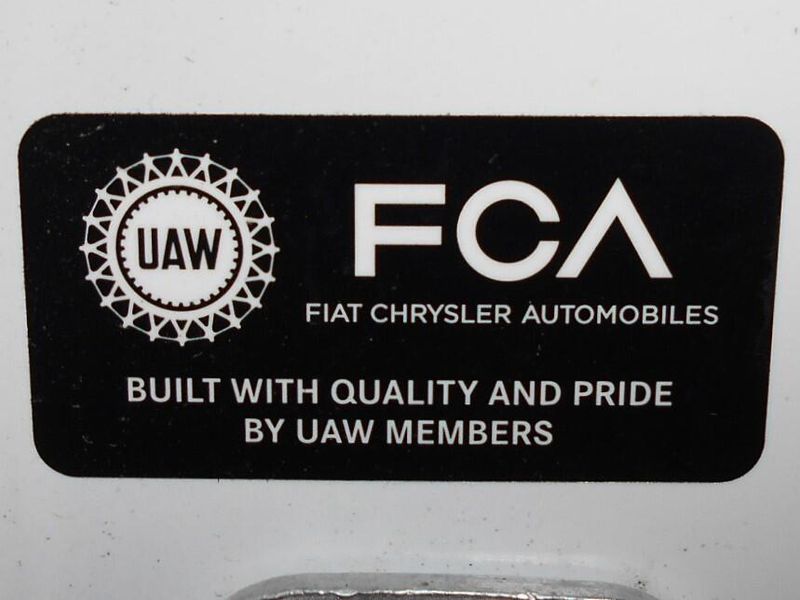 UAW
FCA
FIAT CHRYSLER AUTOMOBILES
BUILT WITH QUALITY AND PRIDE
BY UAW MEMBERS